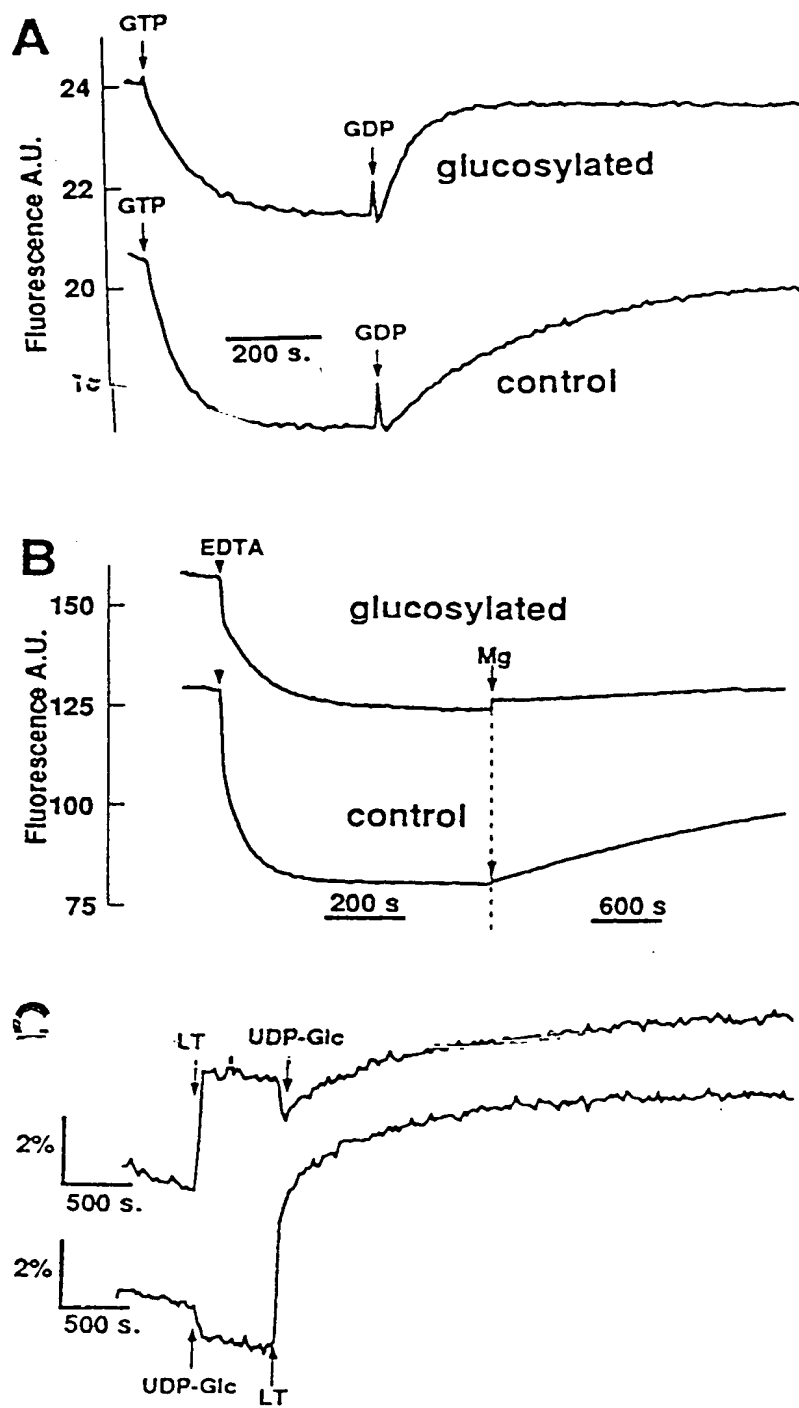 A
GTP
24
GDP
glucosylated
22
GTP
Fluorescence A.U.
20
GDP
200 s.
control
B
EDTA
150
glucosylated
Mg
125
Fluorescence A.U.
100
control
75
200 s
600 s
LT
UDP-Glc
2%
500 s.
2%
500 s.
UDP-Glc
LT